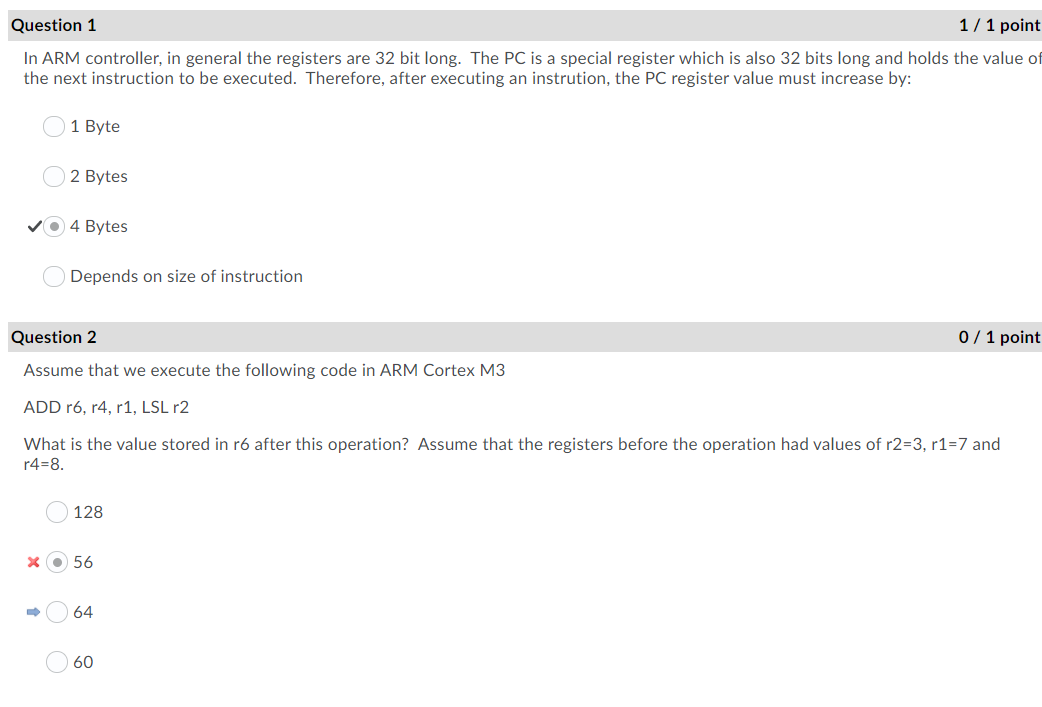 Question 1 1 / 1 point
In ARM controller, in general the registers are 32 bit long. The PC is a special register which is also 32 bits long and holds the value of
the next instruction to be executed. Therefore, after executing an instrution, the PC register value must increase by:
1 Byte
2 Bytes
4 Bytes
Depends on size of instruction
Question 2 0 / 1 point
Assume that we execute the following code in ARM Cortex M3
ADD r6, r4, r1, LSL r2
What is the value stored in r6 after this operation? Assume that the registers before the operation had values of r2=3, r1=7 and
r4=8.
128
56
64
60